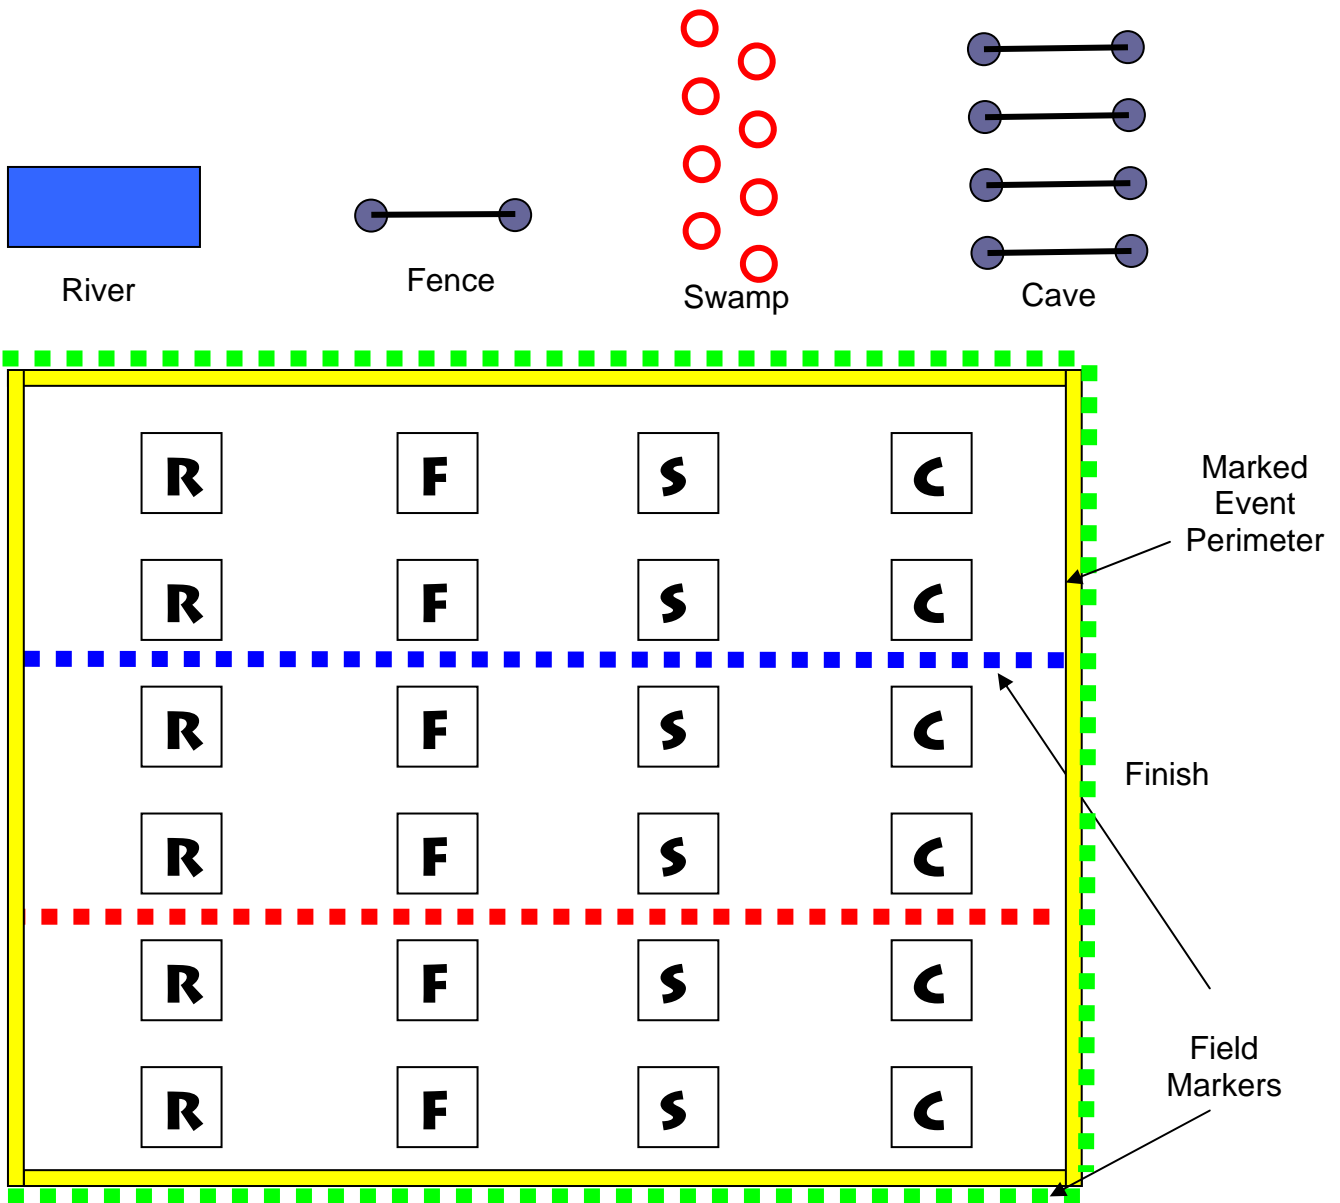 River
Fence
Swamp
Cave
R F S C
Marked
Event
Perimeter
R F S C
R F S C
Finish
R F S C
R F S C
Field
Markers
R F S C